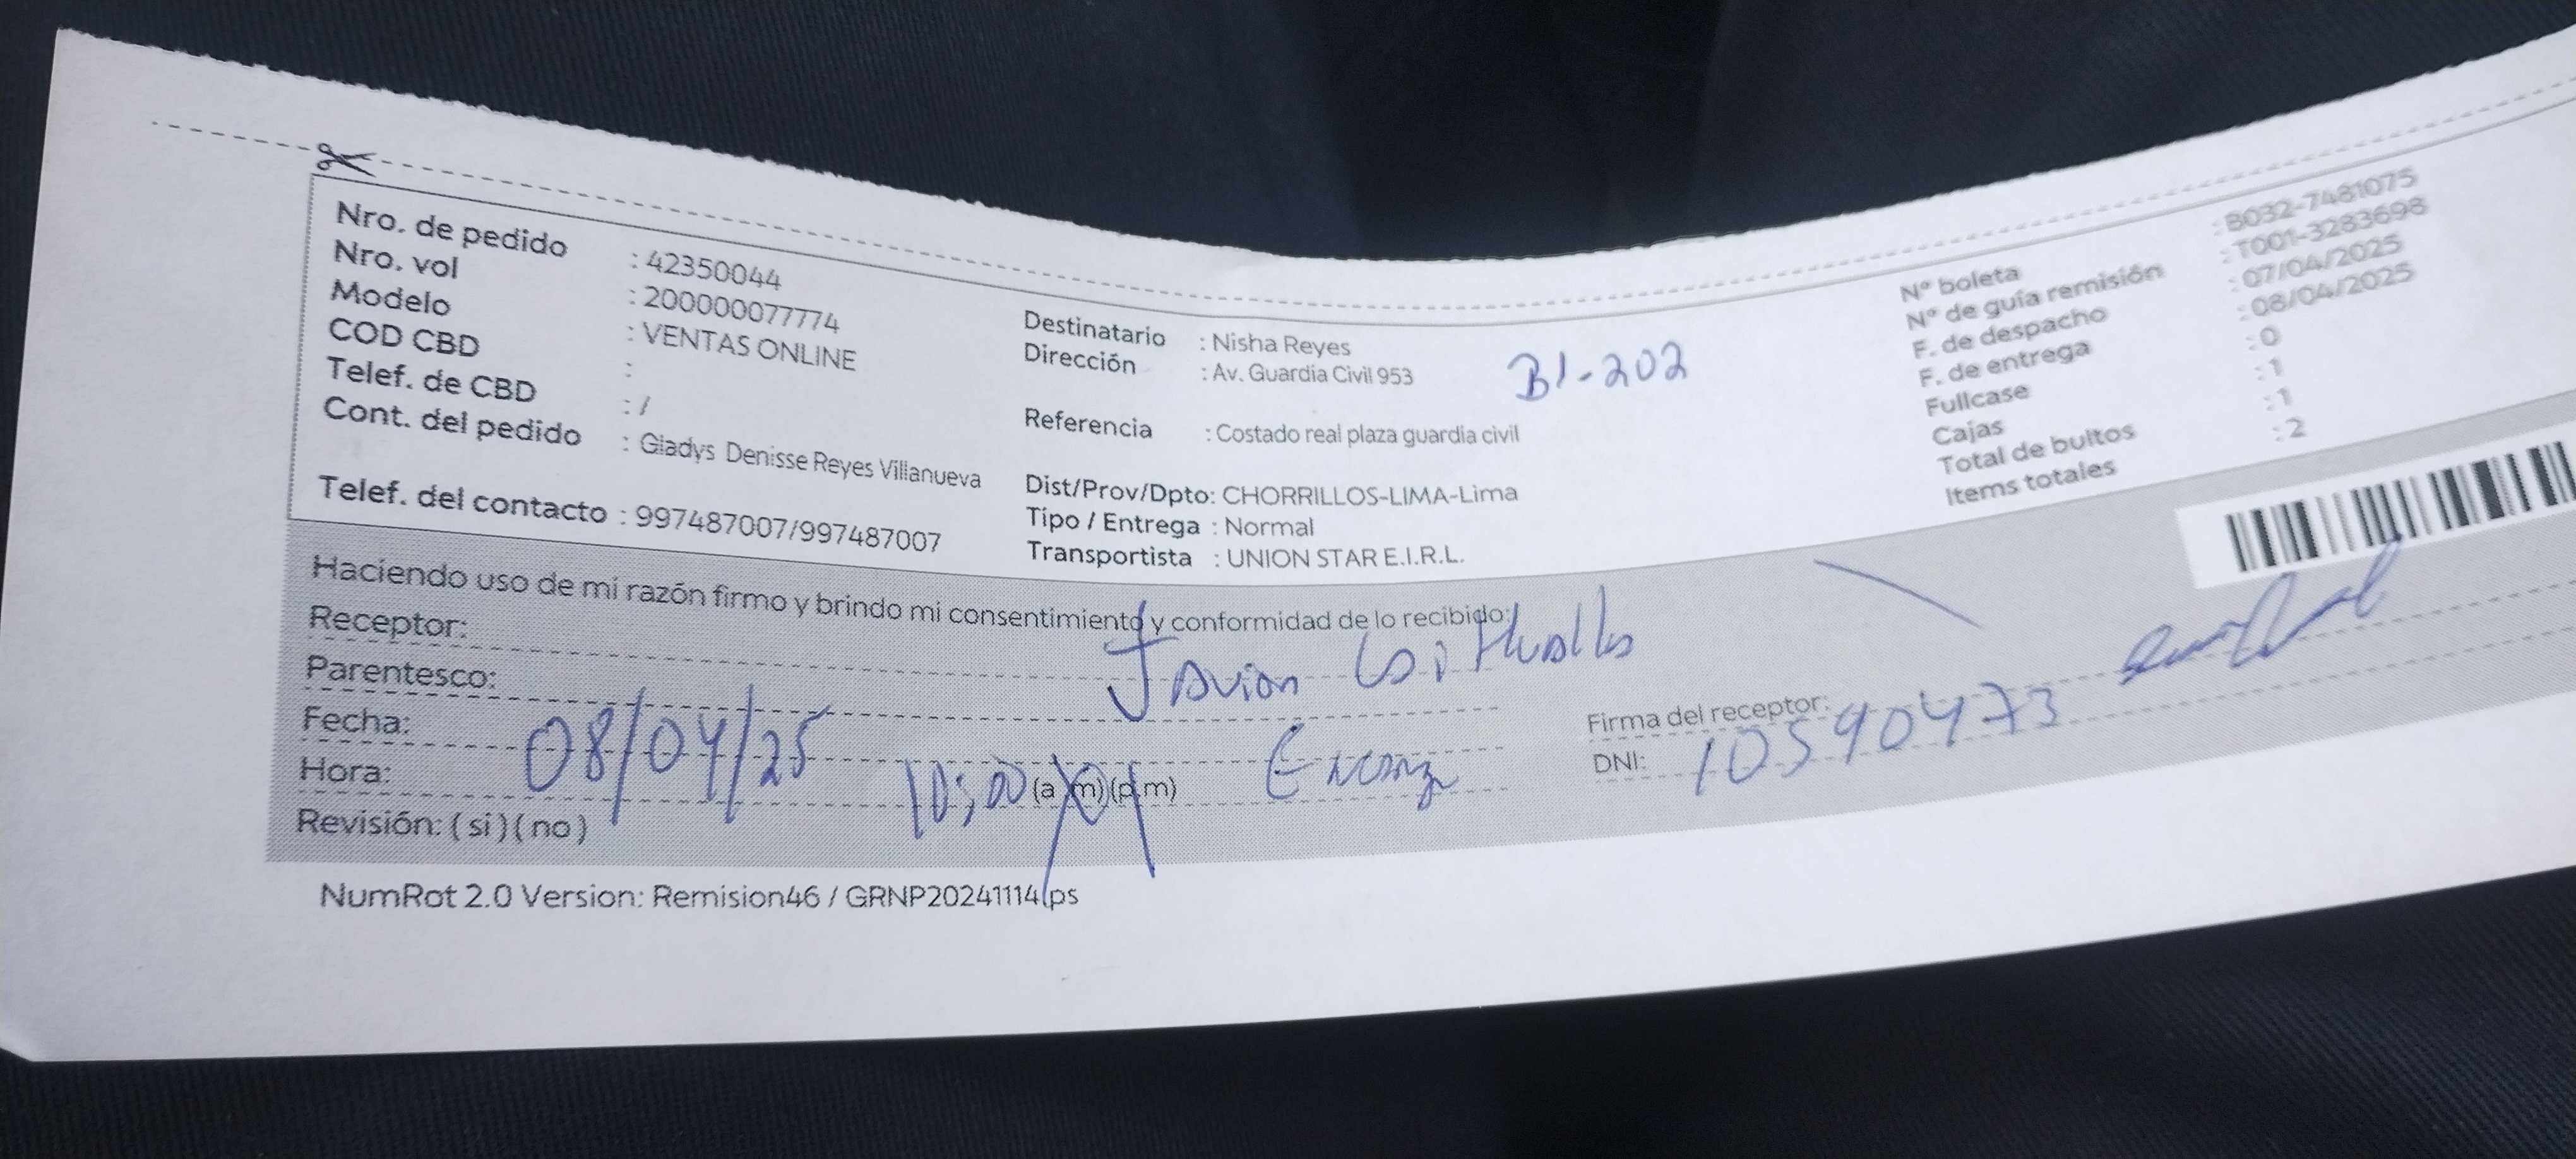 Nro. de pedido : 42350044
Nro. vol : 200000077774
Modelo : VENTAS ONLINE
COD CBD :
Telef. de CBD : /
Cont. del pedido : Gladys Denisse Reyes Villanueva
Telef. del contacto : 997487007/997487007
Destinatario : Nisha Reyes
Dirección : Av. Guardia Civil 953 B1-202
Referencia : Costado real plaza guardia civil
Dist/Prov/Dpto: CHORRILLOS-LIMA-Lima
Tipo / Entrega : Normal
Transportista : UNION STAR E.I.R.L.
N° boleta : B032-7481075
N° de guía remisión : T001-3283698
F. de despacho : 07/04/2025
F. de entrega : 08/04/2025
Fullcase : 0
Cajas : 1
Total de bultos : 1
Items totales : 2
Haciendo uso de mi razón firmo y brindo mi consentimiento y conformidad de lo recibido:
Receptor:
Parentesco:
Fecha: 08/04/25
Hora: 10:00 (a m)(p.m)
Revisión: ( si ) ( no )
Firma del receptor:
DNI: 10590473
NumRot 2.0 Version: Remision46 / GRNP20241114 ps